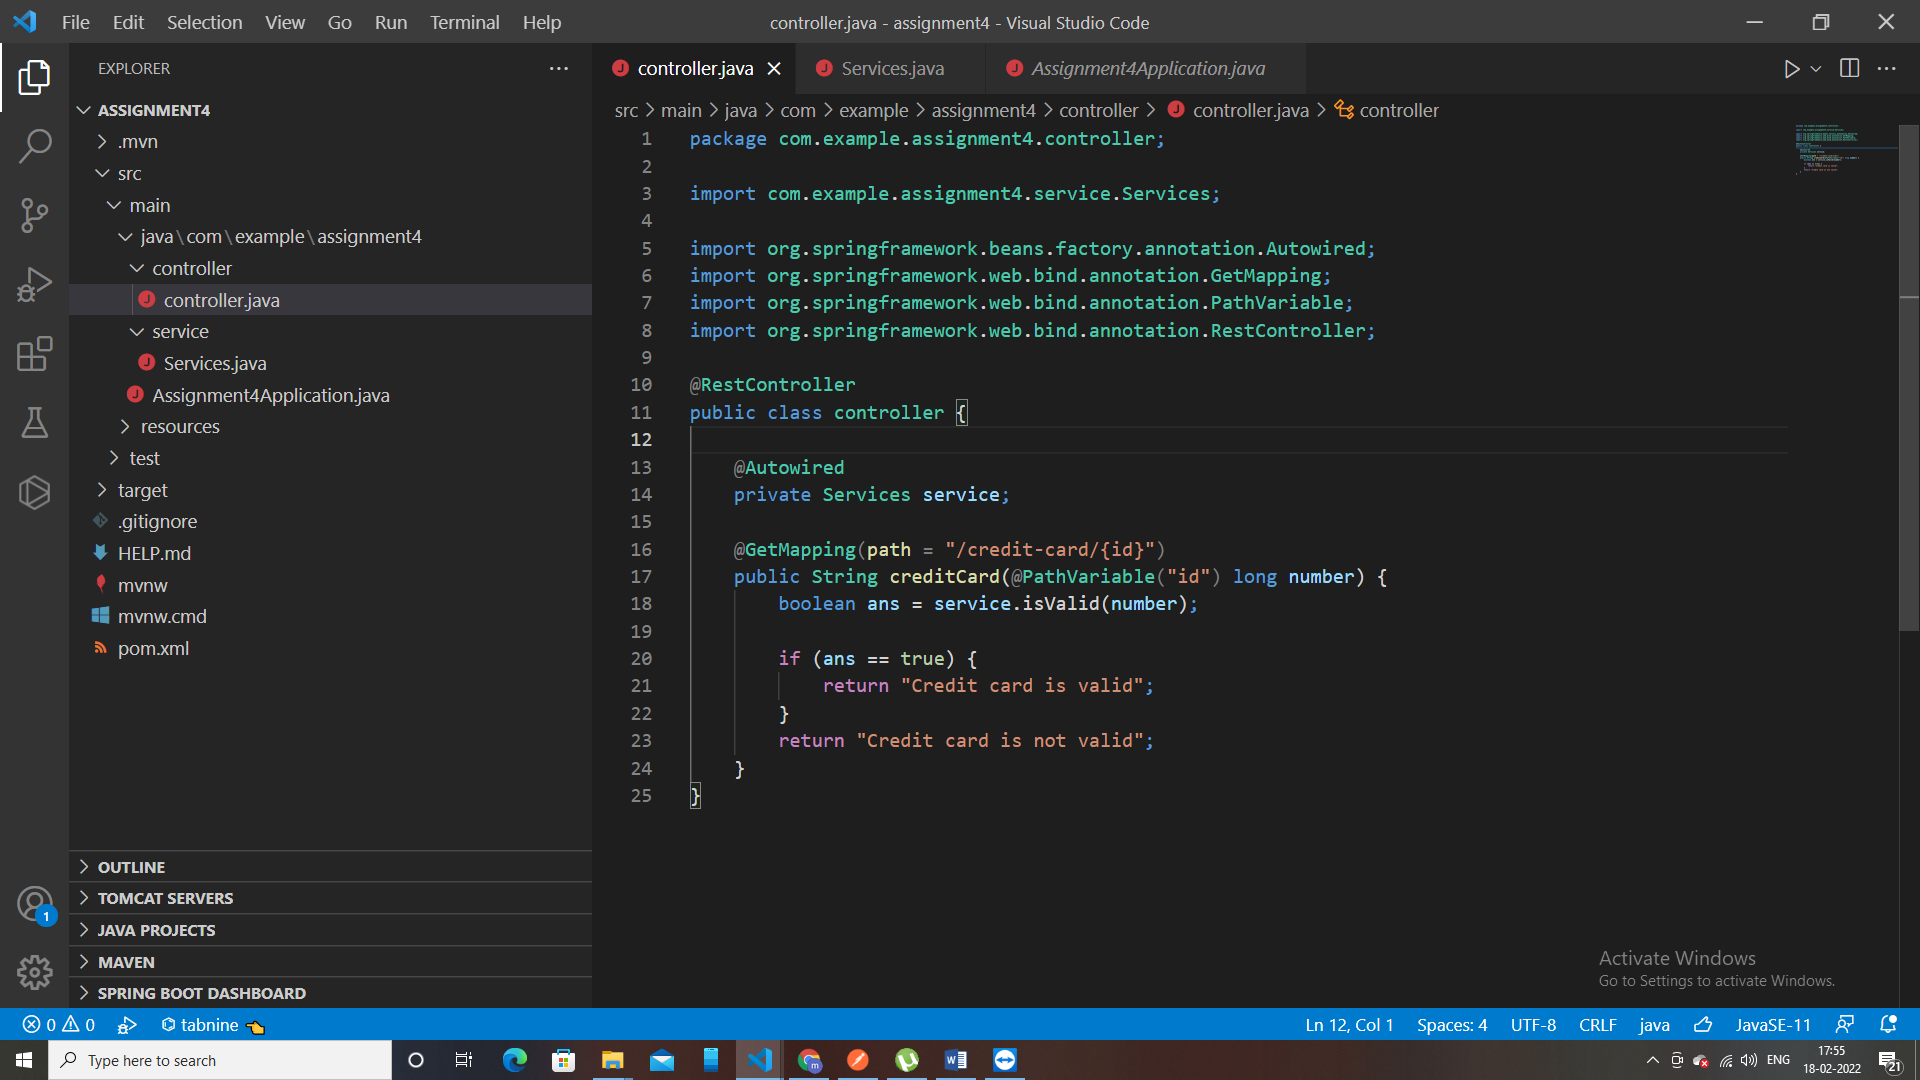 File Edit Selection View Go Run Terminal Help
controller.java - assignment4 - Visual Studio Code
EXPLORER
ASSIGNMENT4
.mvn
src
main
java\com\example\assignment4
controller
controller.java
service
Services.java
Assignment4Application.java
resources
test
target
.gitignore
HELP.md
mvnw
mvnw.cmd
pom.xml
OUTLINE
TOMCAT SERVERS
JAVA PROJECTS
MAVEN
SPRING BOOT DASHBOARD
1
controller.java Services.java Assignment4Application.java
src > main > java > com > example > assignment4 > controller > controller.java > controller
1 package com.example.assignment4.controller;
2
3 import com.example.assignment4.service.Services;
4
5 import org.springframework.beans.factory.annotation.Autowired;
6 import org.springframework.web.bind.annotation.GetMapping;
7 import org.springframework.web.bind.annotation.PathVariable;
8 import org.springframework.web.bind.annotation.RestController;
9
10 @RestController
11 public class controller {
12
13 @Autowired
14 private Services service;
15
16 @GetMapping(path = "/credit-card/{id}")
17 public String creditCard(@PathVariable("id") long number) {
18 boolean ans = service.isValid(number);
19
20 if (ans == true) {
21 return "Credit card is valid";
22 }
23 return "Credit card is not valid";
24 }
25 }
Activate Windows
Go to Settings to activate Windows.
0 0 tabnine Ln 12, Col 1 Spaces: 4 UTF-8 CRLF java JavaSE-11
Type here to search
ENG
17:55
18-02-2022
21